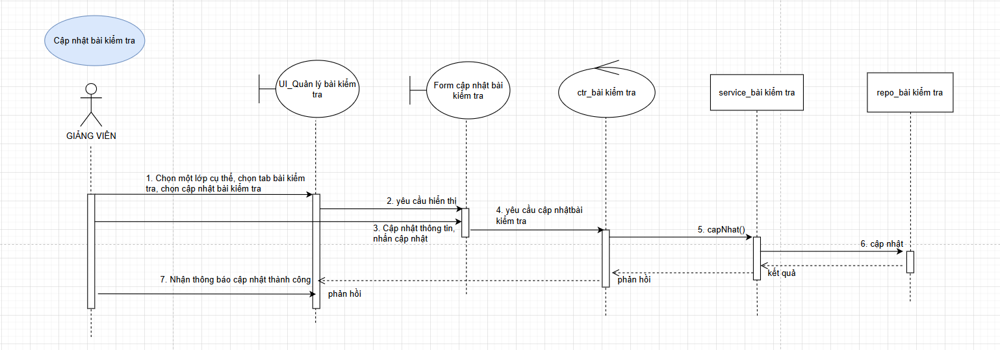 Cập nhật bài kiểm tra
UI_Quản lý bài kiểm
tra
Form cập nhật bài
kiểm tra
ctr_bài kiểm tra
service_bài kiểm tra
repo_bài kiểm tra
GIẢNG VIÊN
1. Chọn một lớp cụ thể, chọn tab bài kiểm
tra, chọn cập nhật bài kiểm tra
2. yêu cầu hiển thị
3. Cập nhật thông tin,
nhấn cập nhật
4. yêu cầu cập nhậtbài
kiểm tra
5. capNhat()
6. cập nhật
kết quả
phản hồi
7. Nhận thông báo cập nhật thành công
phản hồi